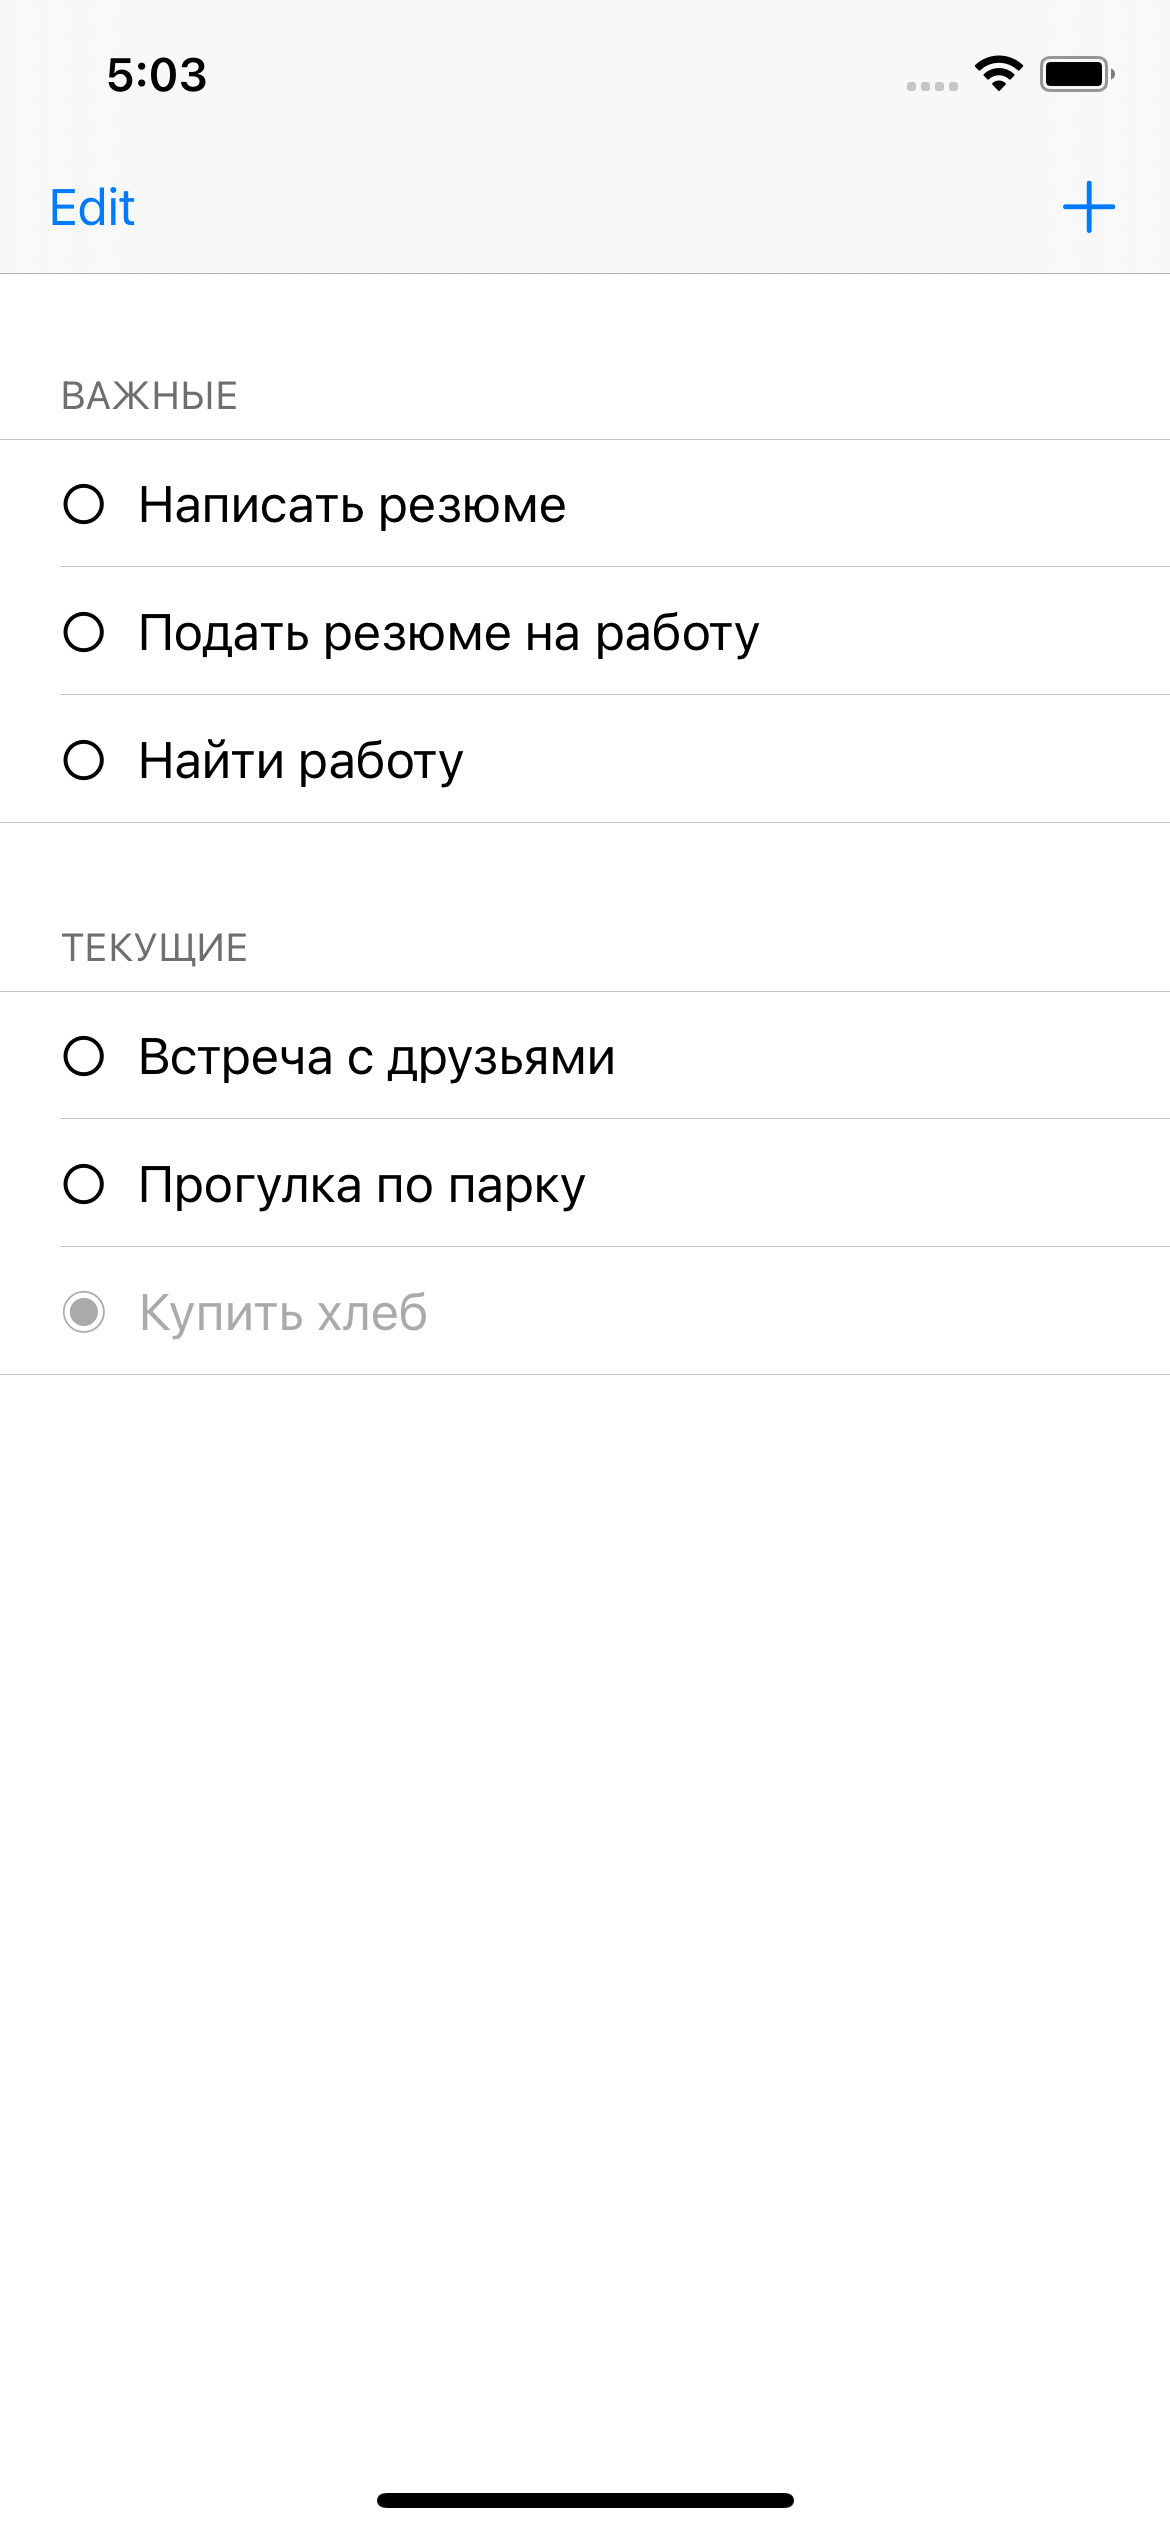 5:03
Edit
ВАЖНЫЕ
Написать резюме
Подать резюме на работу
Найти работу
ТЕКУЩИЕ
Встреча с друзьями
Прогулка по парку
Купить хлеб